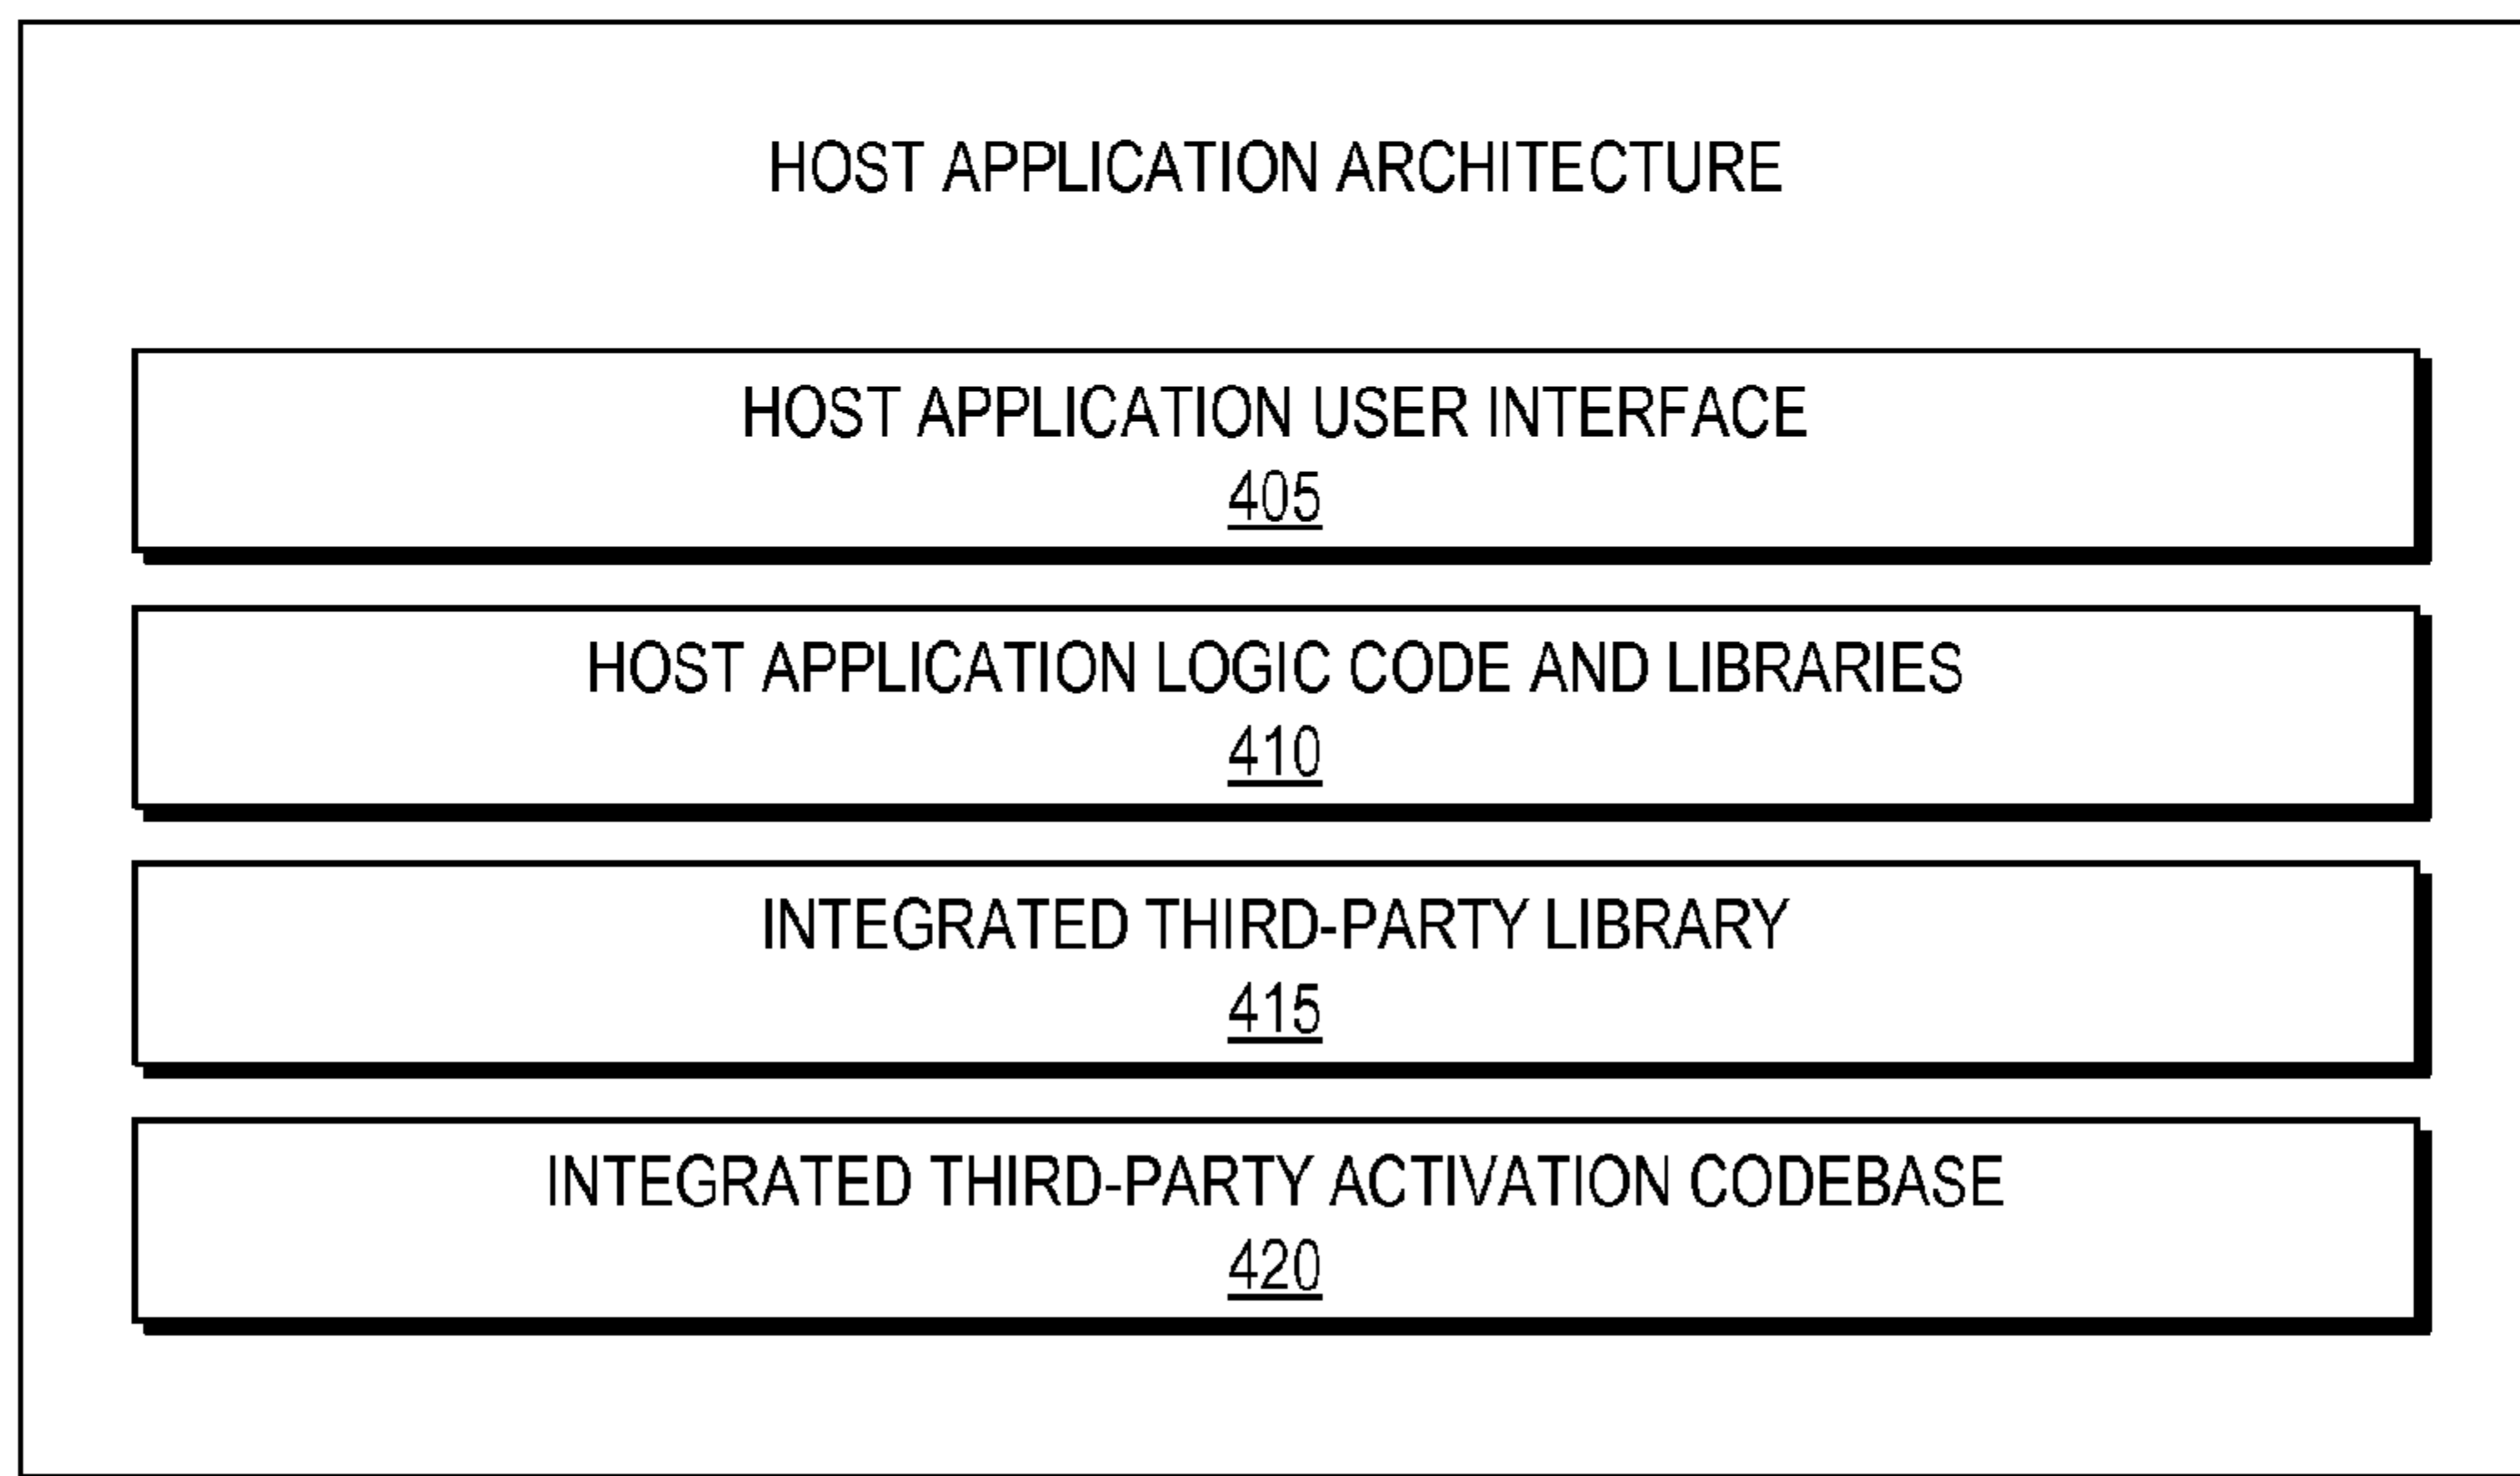 HOST APPLICATION ARCHITECTURE
HOST APPLICATION USER INTERFACE
405
HOST APPLICATION LOGIC CODE AND LIBRARIES
410
INTEGRATED THIRD-PARTY LIBRARY
415
INTEGRATED THIRD-PARTY ACTIVATION CODEBASE
420